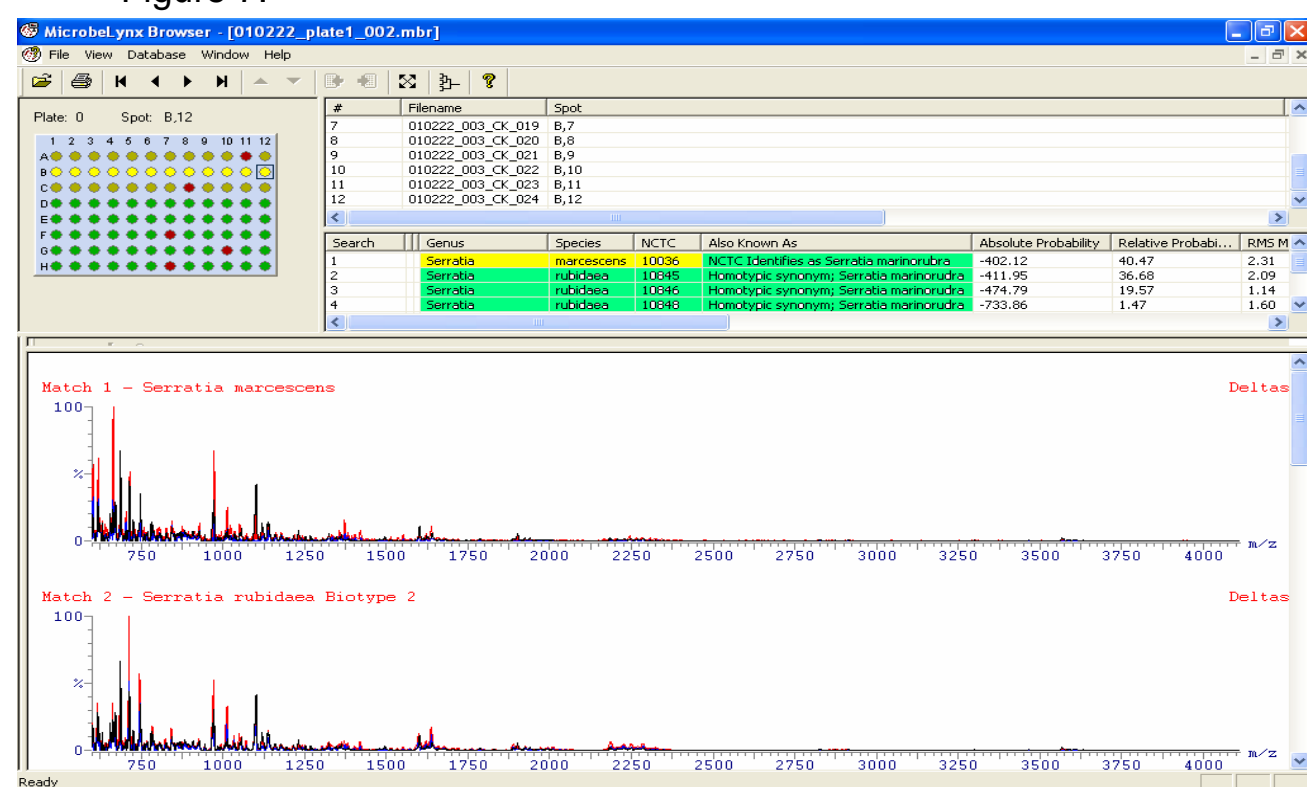 MicrobeLynx Browser - [010222_plate1_002.mbr]
File View Database Window Help
Plate: 0 Spot: B,12
1 2 3 4 5 6 7 8 9 10 11 12
A
B
C
D
E
F
G
H
# Filename Spot
7 010222_003_CK_019 B,7
8 010222_003_CK_020 B,8
9 010222_003_CK_021 B,9
10 010222_003_CK_022 B,10
11 010222_003_CK_023 B,11
12 010222_003_CK_024 B,12
Search Genus Species NCTC Also Known As Absolute Probability Relative Probabi... RMS M
1 Serratia marcescens 10036 NCTC Identifies as Serratia marinorubra -402.12 40.47 2.31
2 Serratia rubidaea 10845 Homotypic synonym; Serratia marinorudra -411.95 36.68 2.09
3 Serratia rubidaea 10846 Homotypic synonym; Serratia marinorudra -474.79 19.57 1.14
4 Serratia rubidaea 10848 Homotypic synonym; Serratia marinorudra -733.86 1.47 1.60
Match 1 - Serratia marcescens Deltas
100
%
0
750 1000 1250 1500 1750 2000 2250 2500 2750 3000 3250 3500 3750 4000 m/z
Match 2 - Serratia rubidaea Biotype 2 Deltas
100
%
0
750 1000 1250 1500 1750 2000 2250 2500 2750 3000 3250 3500 3750 4000 m/z
Ready